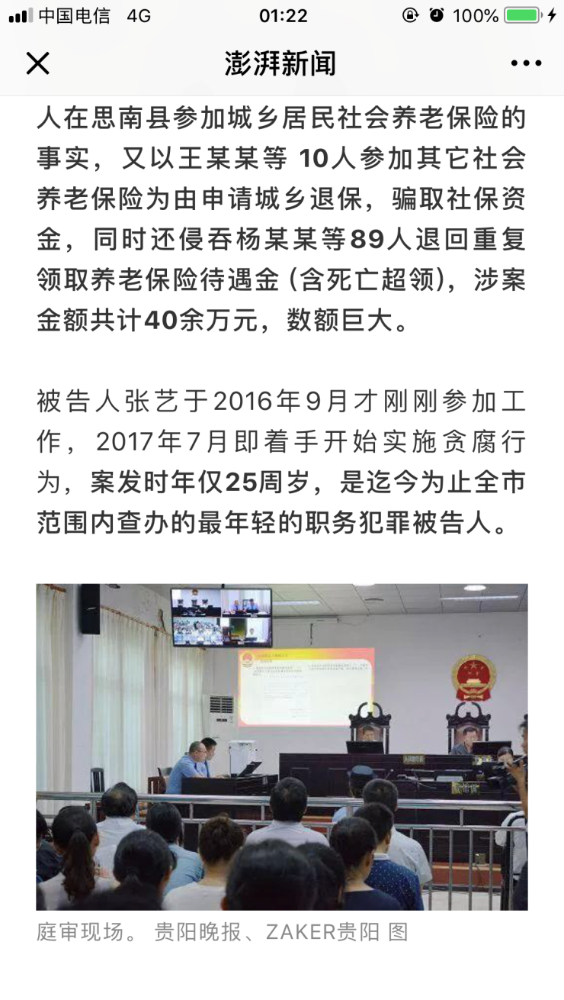 中国电信 4G 01:22 100%
澎湃新闻
人在思南县参加城乡居民社会养老保险的
事实，又以王某某等 10人参加其它社会
养老保险为由申请城乡退保，骗取社保资
金，同时还侵吞杨某某等89人退回重复
领取养老保险待遇金 (含死亡超领)，涉案
金额共计40余万元，数额巨大。
被告人张艺于2016年9月才刚刚参加工
作，2017年7月即着手开始实施贪腐行
为，案发时年仅25周岁，是迄今为止全市
范围内查办的最年轻的职务犯罪被告人。
庭审现场。 贵阳晚报、ZAKER贵阳 图